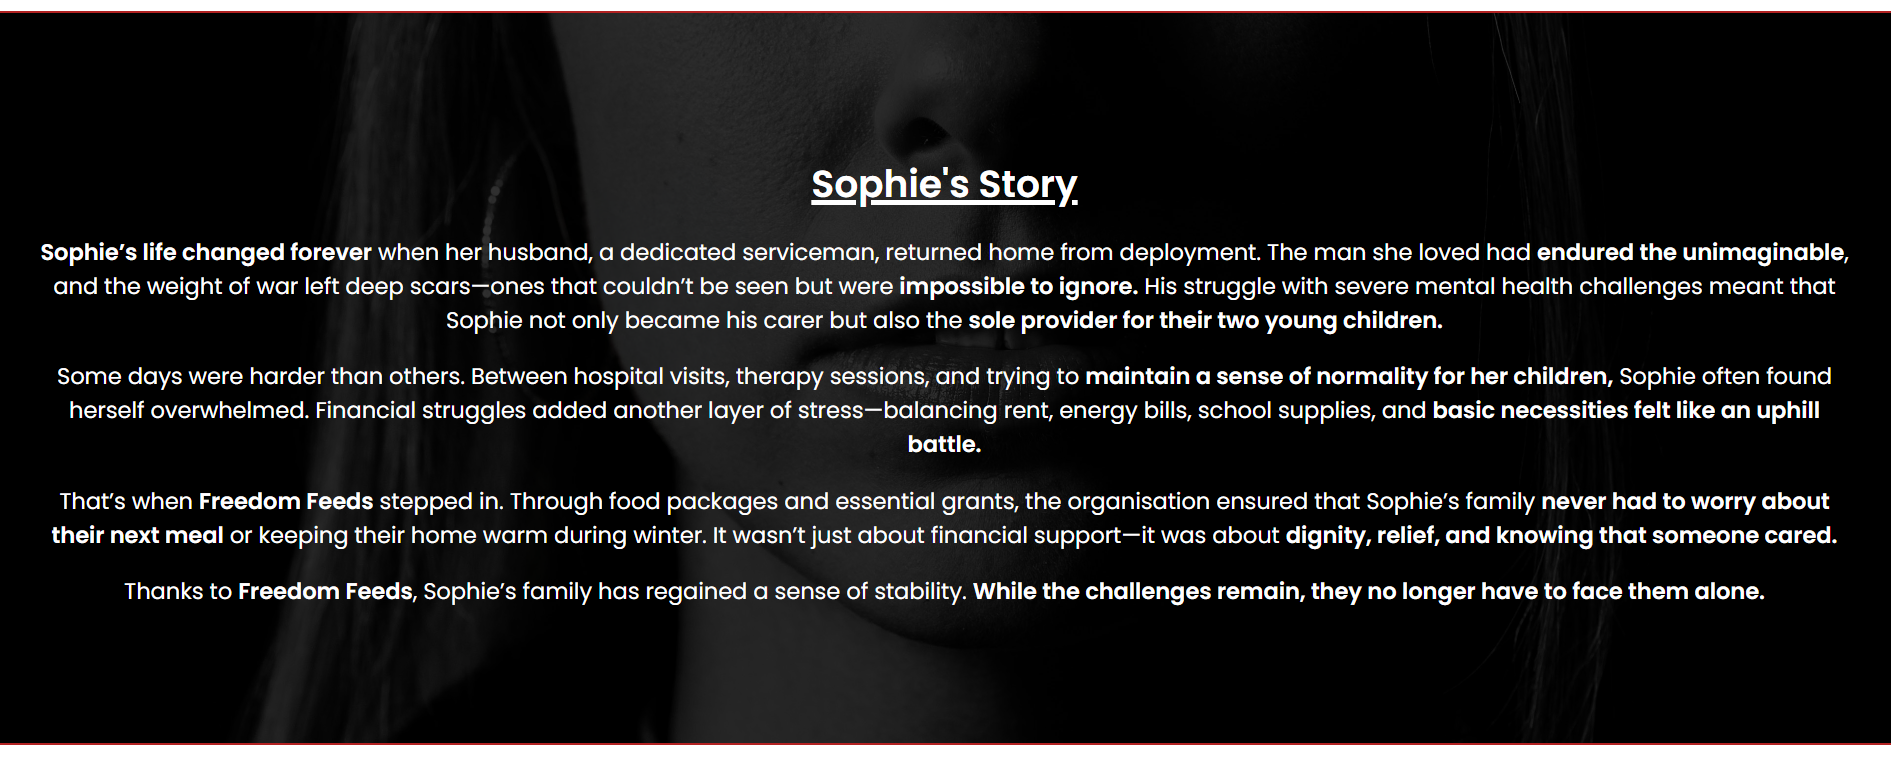 Sophie's Story
Sophie’s life changed forever when her husband, a dedicated serviceman, returned home from deployment. The man she loved had endured the unimaginable,
and the weight of war left deep scars—ones that couldn’t be seen but were impossible to ignore. His struggle with severe mental health challenges meant that
Sophie not only became his carer but also the sole provider for their two young children.
Some days were harder than others. Between hospital visits, therapy sessions, and trying to maintain a sense of normality for her children, Sophie often found
herself overwhelmed. Financial struggles added another layer of stress—balancing rent, energy bills, school supplies, and basic necessities felt like an uphill
battle.
That’s when Freedom Feeds stepped in. Through food packages and essential grants, the organisation ensured that Sophie’s family never had to worry about
their next meal or keeping their home warm during winter. It wasn’t just about financial support—it was about dignity, relief, and knowing that someone cared.
Thanks to Freedom Feeds, Sophie’s family has regained a sense of stability. While the challenges remain, they no longer have to face them alone.